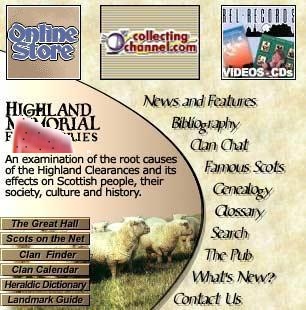 Online
Store
collecting
channel.com
REL-RECORDS
VIDEOS - CDs
HIGHLAND
MEMORIAL
An examination of the root causes
of the Highland Clearances and its
effects on Scottish people, their
society, culture and history.
The Great Hall
Scots on the Net
Clan Finder
Clan Calendar
Heraldic Dictionary
Landmark Guide
News and Features
Bibliography
Clan Chat
Famous Scots
Genealogy
Glossary
Search
The Pub
What's New?
Contact Us